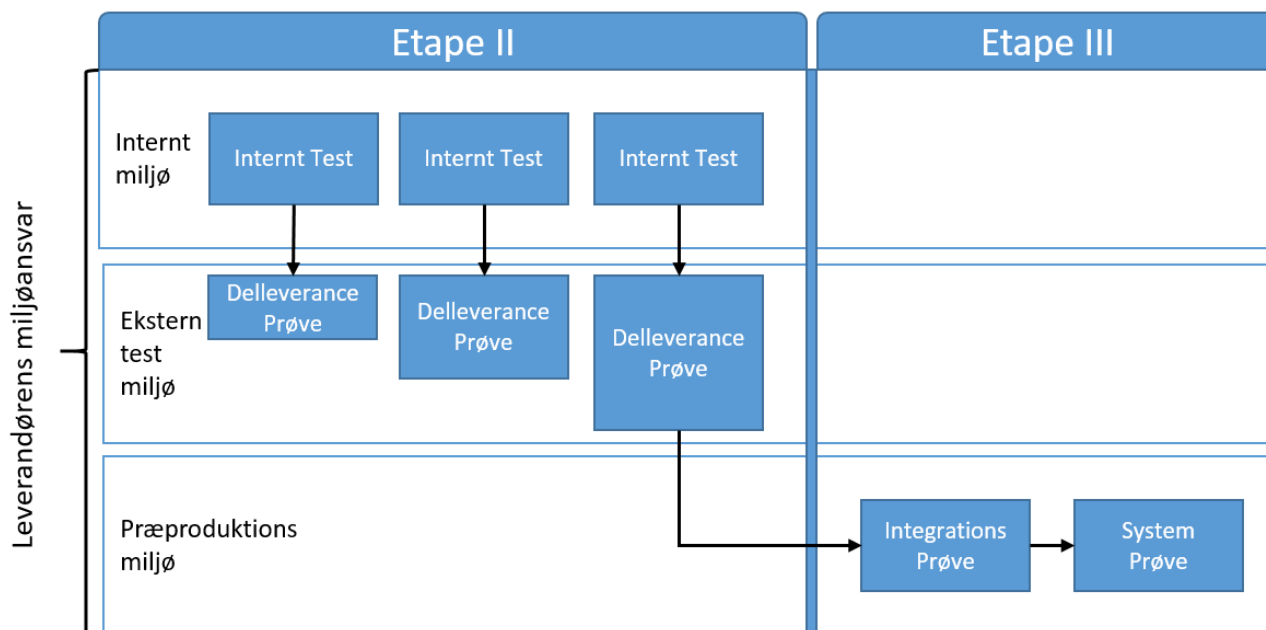 Etape II
Etape III
Leverandørens miljøansvar
Internt
miljø
Internt Test
Internt Test
Internt Test
Ekstern
test
miljø
Delleverance
Prøve
Delleverance
Prøve
Delleverance
Prøve
Præproduktions
miljø
Integrations
Prøve
System
Prøve